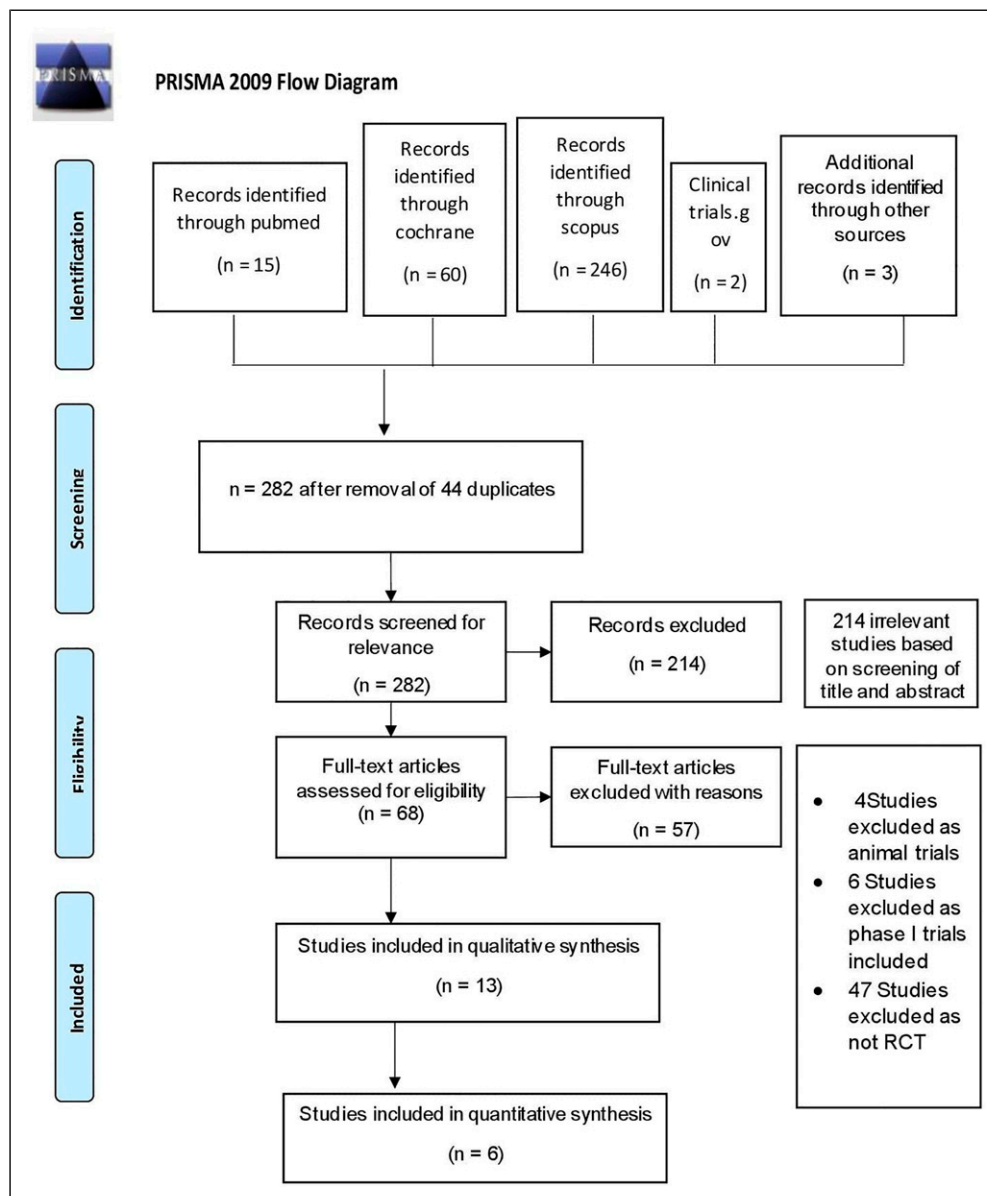 PRISMA
PRISMA 2009 Flow Diagram
Identification
Records identified
through pubmed
(n = 15)
Records
identified
through
cochrane
(n = 60)
Records
identified
through
scopus
(n = 246)
Clinical
trials.g
ov
(n = 2)
Additional
records identified
through other
sources
(n = 3)
Screening
n = 282 after removal of 44 duplicates
Records screened for
relevance
(n = 282)
Records excluded
(n = 214)
214 irrelevant
studies based
on screening of
title and abstract
Eligibility
Full-text articles
assessed for eligibility
(n = 68)
Full-text articles
excluded with reasons
(n = 57)
• 4Studies
excluded as
animal trials
• 6 Studies
excluded as
phase I trials
included
• 47 Studies
excluded as
not RCT
Included
Studies included in qualitative synthesis
(n = 13)
Studies included in quantitative synthesis
(n = 6)